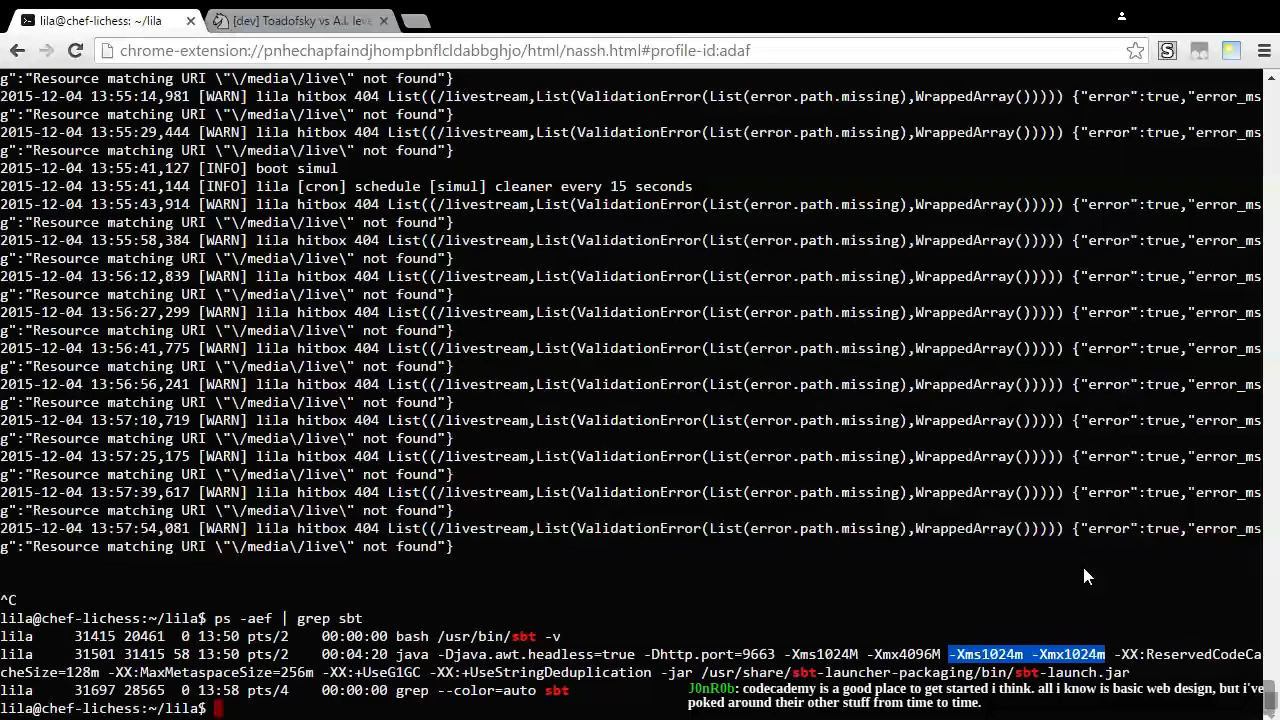 lila@chef-lichess: ~/lila
[dev] Toadofsky vs A.I. leve
chrome-extension://pnhechapfaindjhompbnflcldabbghjo/html/nassh.html#profile-id:adaf
g":"Resource matching URI \"\/media\/live\" not found"}
2015-12-04 13:55:14,981 [WARN] lila hitbox 404 List((/livestream,List(ValidationError(List(error.path.missing),WrappedArray())))) {"error":true,"error_ms
g":"Resource matching URI \"\/media\/live\" not found"}
2015-12-04 13:55:29,444 [WARN] lila hitbox 404 List((/livestream,List(ValidationError(List(error.path.missing),WrappedArray())))) {"error":true,"error_ms
g":"Resource matching URI \"\/media\/live\" not found"}
2015-12-04 13:55:41,127 [INFO] boot simul
2015-12-04 13:55:41,144 [INFO] lila [cron] schedule [simul] cleaner every 15 seconds
2015-12-04 13:55:43,914 [WARN] lila hitbox 404 List((/livestream,List(ValidationError(List(error.path.missing),WrappedArray())))) {"error":true,"error_ms
g":"Resource matching URI \"\/media\/live\" not found"}
2015-12-04 13:55:58,384 [WARN] lila hitbox 404 List((/livestream,List(ValidationError(List(error.path.missing),WrappedArray())))) {"error":true,"error_ms
g":"Resource matching URI \"\/media\/live\" not found"}
2015-12-04 13:56:12,839 [WARN] lila hitbox 404 List((/livestream,List(ValidationError(List(error.path.missing),WrappedArray())))) {"error":true,"error_ms
g":"Resource matching URI \"\/media\/live\" not found"}
2015-12-04 13:56:27,299 [WARN] lila hitbox 404 List((/livestream,List(ValidationError(List(error.path.missing),WrappedArray())))) {"error":true,"error_ms
g":"Resource matching URI \"\/media\/live\" not found"}
2015-12-04 13:56:41,775 [WARN] lila hitbox 404 List((/livestream,List(ValidationError(List(error.path.missing),WrappedArray())))) {"error":true,"error_ms
g":"Resource matching URI \"\/media\/live\" not found"}
2015-12-04 13:56:56,241 [WARN] lila hitbox 404 List((/livestream,List(ValidationError(List(error.path.missing),WrappedArray())))) {"error":true,"error_ms
g":"Resource matching URI \"\/media\/live\" not found"}
2015-12-04 13:57:10,719 [WARN] lila hitbox 404 List((/livestream,List(ValidationError(List(error.path.missing),WrappedArray())))) {"error":true,"error_ms
g":"Resource matching URI \"\/media\/live\" not found"}
2015-12-04 13:57:25,175 [WARN] lila hitbox 404 List((/livestream,List(ValidationError(List(error.path.missing),WrappedArray())))) {"error":true,"error_ms
g":"Resource matching URI \"\/media\/live\" not found"}
2015-12-04 13:57:39,617 [WARN] lila hitbox 404 List((/livestream,List(ValidationError(List(error.path.missing),WrappedArray())))) {"error":true,"error_ms
g":"Resource matching URI \"\/media\/live\" not found"}
2015-12-04 13:57:54,081 [WARN] lila hitbox 404 List((/livestream,List(ValidationError(List(error.path.missing),WrappedArray())))) {"error":true,"error_ms
g":"Resource matching URI \"\/media\/live\" not found"}
^C
lila@chef-lichess:~/lila$ ps -aef | grep sbt
lila 31415 20461 0 13:50 pts/2 00:00:00 bash /usr/bin/sbt -v
lila 31501 31415 58 13:50 pts/2 00:04:20 java -Djava.awt.headless=true -Dhttp.port=9663 -Xms1024M -Xmx4096M -Xms1024m -Xmx1024m -XX:ReservedCodeCa
cheSize=128m -XX:MaxMetaspaceSize=256m -XX:+UseG1GC -XX:+UseStringDeduplication -jar /usr/share/sbt-launcher-packaging/bin/sbt-launch.jar
lila 31697 28565 0 13:58 pts/4 00:00:00 grep --color=auto sbt
lila@chef-lichess:~/lila$
J0nR0b: codecademy is a good place to get started i think. all i know is basic web design, but i've
poked around their other stuff from time to time.